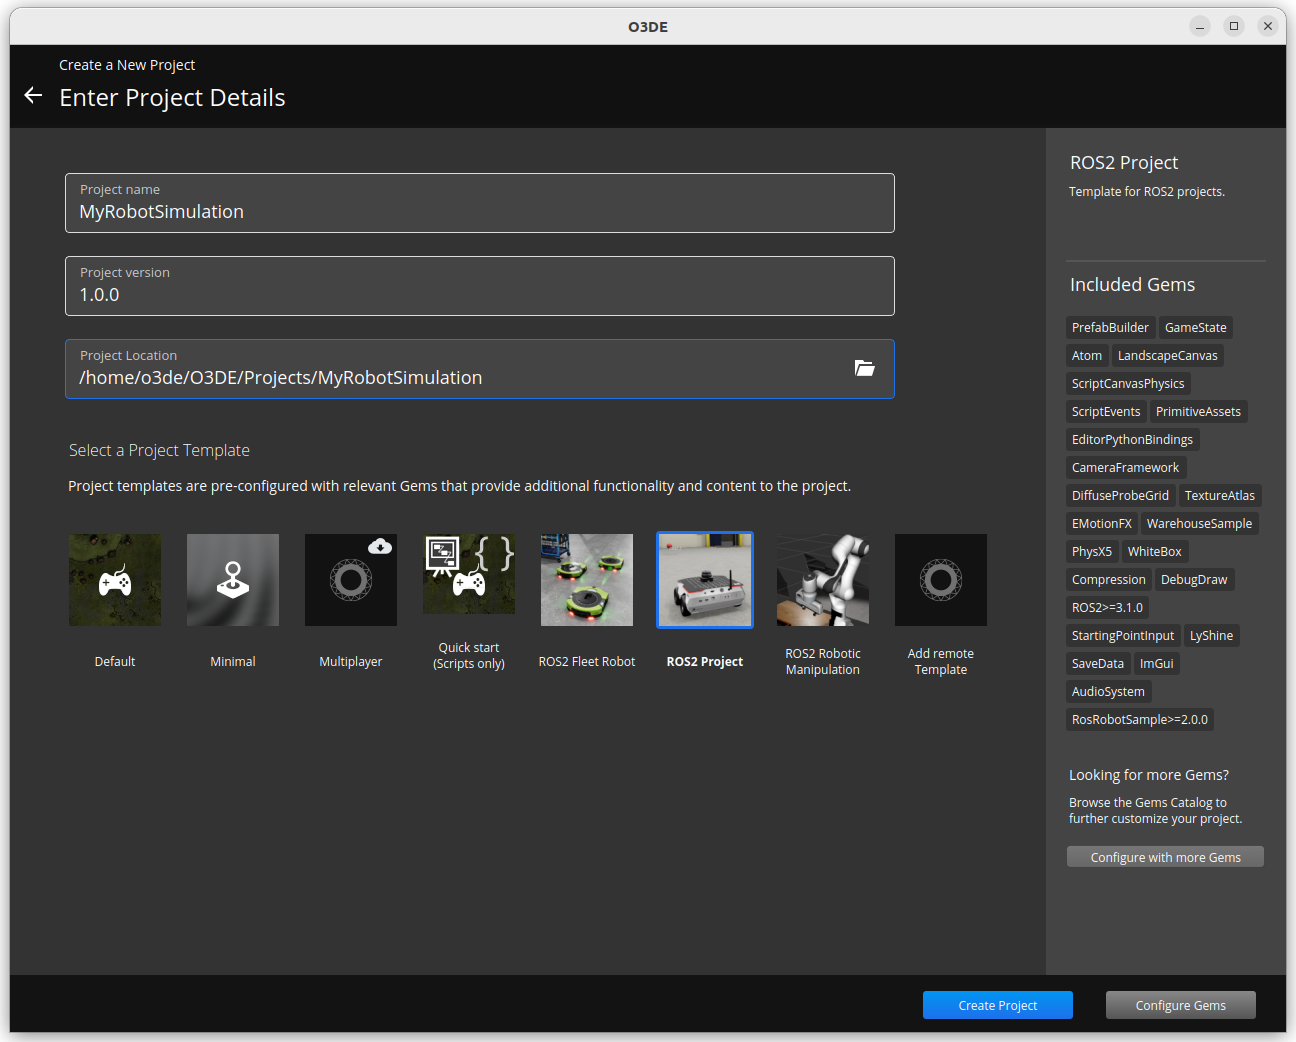 O3DE
Create a New Project
Enter Project Details
Project name
MyRobotSimulation
Project version
1.0.0
Project Location
/home/o3de/O3DE/Projects/MyRobotSimulation
Select a Project Template
Project templates are pre-configured with relevant Gems that provide additional functionality and content to the project.
Default
Minimal
Multiplayer
Quick start
(Scripts only)
ROS2 Fleet Robot
ROS2 Project
ROS2 Robotic
Manipulation
Add remote
Template
ROS2 Project
Template for ROS2 projects.
Included Gems
PrefabBuilder GameState
Atom LandscapeCanvas
ScriptCanvasPhysics
ScriptEvents PrimitiveAssets
EditorPythonBindings
CameraFramework
DiffuseProbeGrid TextureAtlas
EMotionFX WarehouseSample
PhysX5 WhiteBox
Compression DebugDraw
ROS2>=3.1.0
StartingPointInput LyShine
SaveData ImGui
AudioSystem
RosRobotSample>=2.0.0
Looking for more Gems?
Browse the Gems Catalog to
further customize your project.
Configure with more Gems
Create Project
Configure Gems